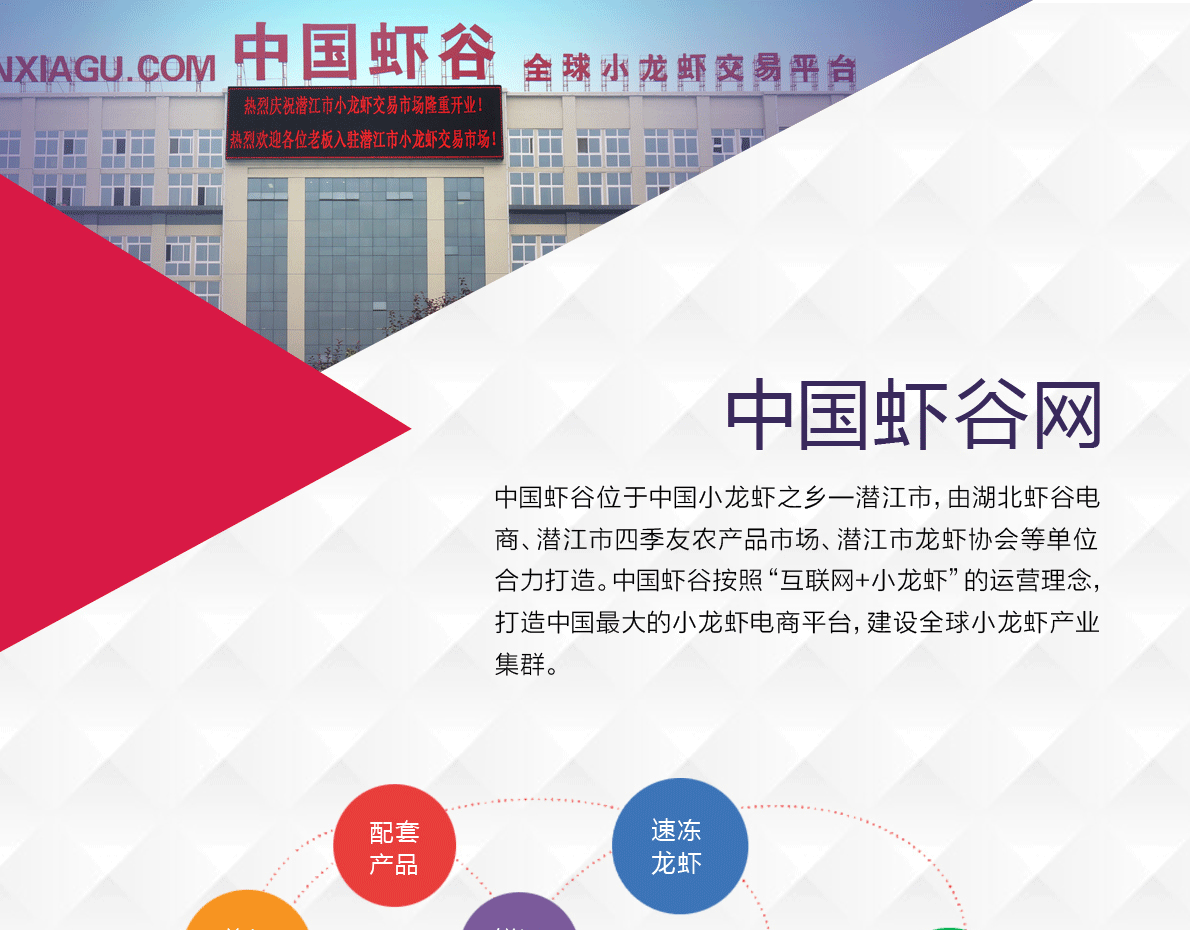 NXIAGU.COM 中国虾谷 全球小龙虾交易平台
热烈庆祝潜江市小龙虾交易市场隆重开业！
热烈欢迎各位老板入驻潜江市小龙虾交易市场！
中国虾谷网
中国虾谷位于中国小龙虾之乡—潜江市，由湖北虾谷电
商、潜江市四季友农产品市场、潜江市龙虾协会等单位
合力打造。中国虾谷按照“互联网+小龙虾”的运营理念，
打造中国最大的小龙虾电商平台，建设全球小龙虾产业
集群。
配套
产品
速冻
龙虾